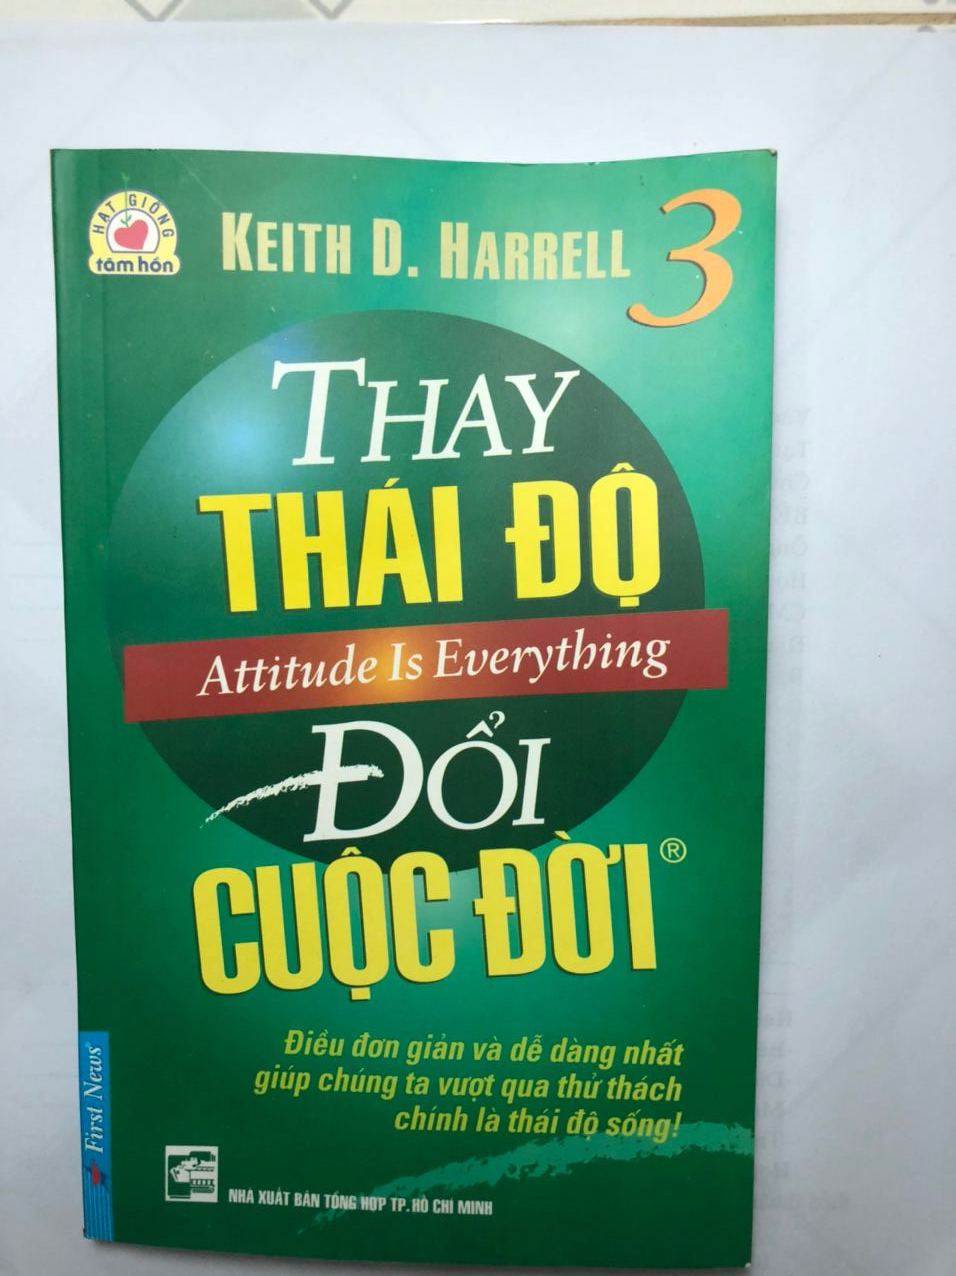 HẠT GIỐNG
tâm hồn
KEITH D. HARRELL
3
THAY
THÁI ĐỘ
Attitude Is Everything
ĐỔI
CUỘC ĐỜI®
Điều đơn giản và dễ dàng nhất
giúp chúng ta vượt qua thử thách
chính là thái độ sống!
First News
NHÀ XUẤT BẢN TỔNG HỢP TP. HỒ CHÍ MINH